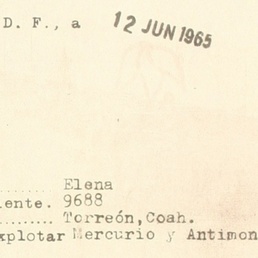 D. F., a 12 JUN 1965
........ Elena
iente. 9688
......... Torreón,Coah.
xplotar Mercurio y Antimon